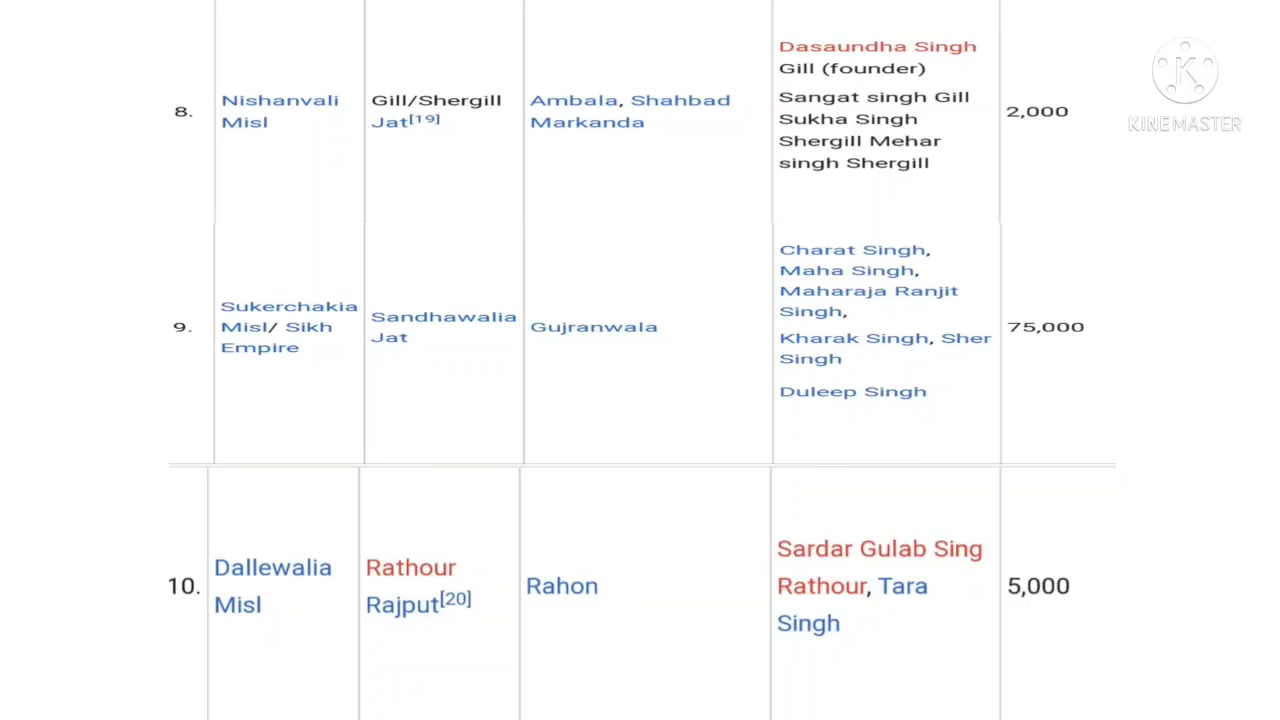 8.
Nishanvali
Misl
Gill/Shergill
Jat[19]
Ambala, Shahbad
Markanda
Dasaundha Singh
Gill (founder)
Sangat singh Gill
Sukha Singh
Shergill Mehar
singh Shergill
2,000
9.
Sukerchakia
Misl/ Sikh
Empire
Sandhawalia
Jat
Gujranwala
Charat Singh,
Maha Singh,
Maharaja Ranjit
Singh,
Kharak Singh, Sher
Singh
Duleep Singh
75,000
10.
Dallewalia
Misl
Rathour
Rajput[20]
Rahon
Sardar Gulab Sing
Rathour, Tara
Singh
5,000
K
KINEMASTER